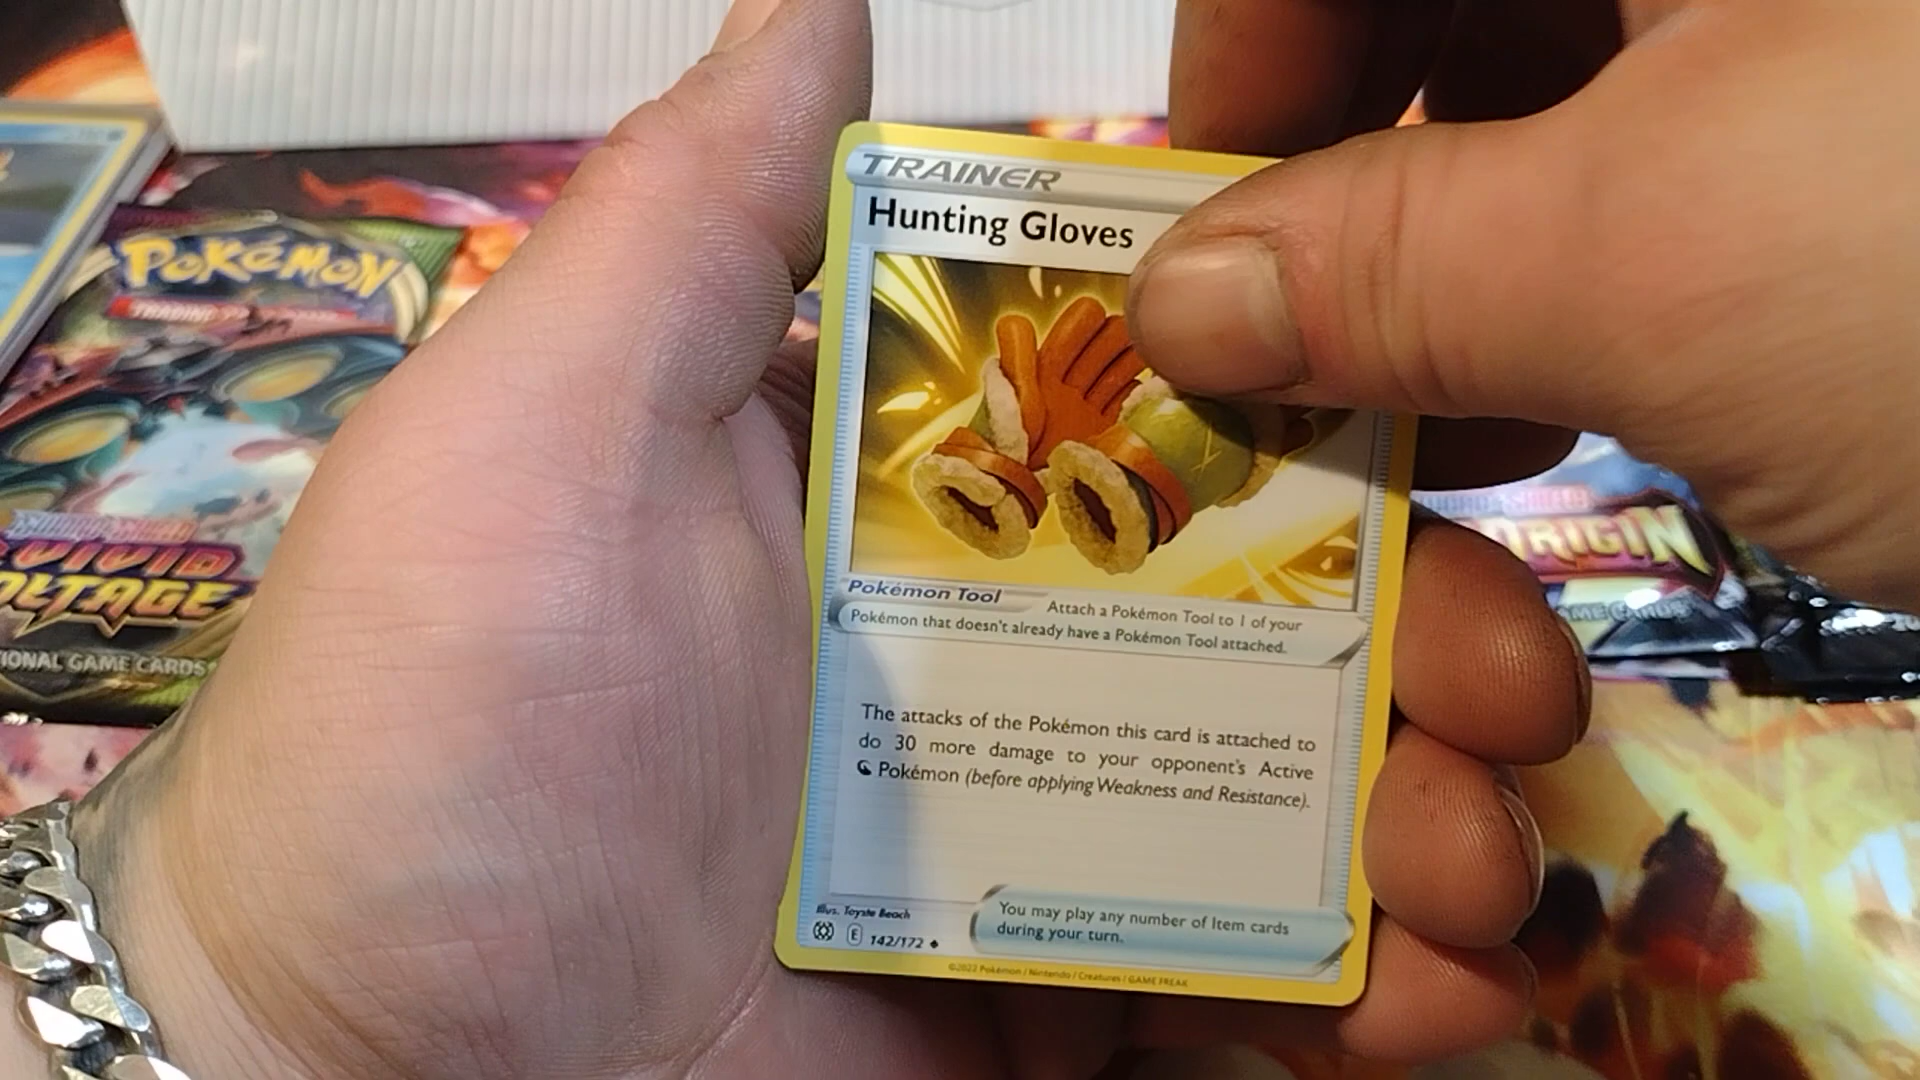 TRAINER
Hunting Gloves
Pokémon Tool
Attach a Pokémon Tool to 1 of your
Pokémon that doesn't already have a Pokémon Tool attached.
The attacks of the Pokémon this card is attached to
do 30 more damage to your opponent's Active
Pokémon (before applying Weakness and Resistance).
Illus. Toyste Beach
E 142/172
You may play any number of Item cards
during your turn.
©2022 Pokémon / Nintendo / Creatures / GAME FREAK
POKéMON
TRADING
VIVID
VOLTAGE
IONAL GAME CARDS
ORIGIN
AME CARDS